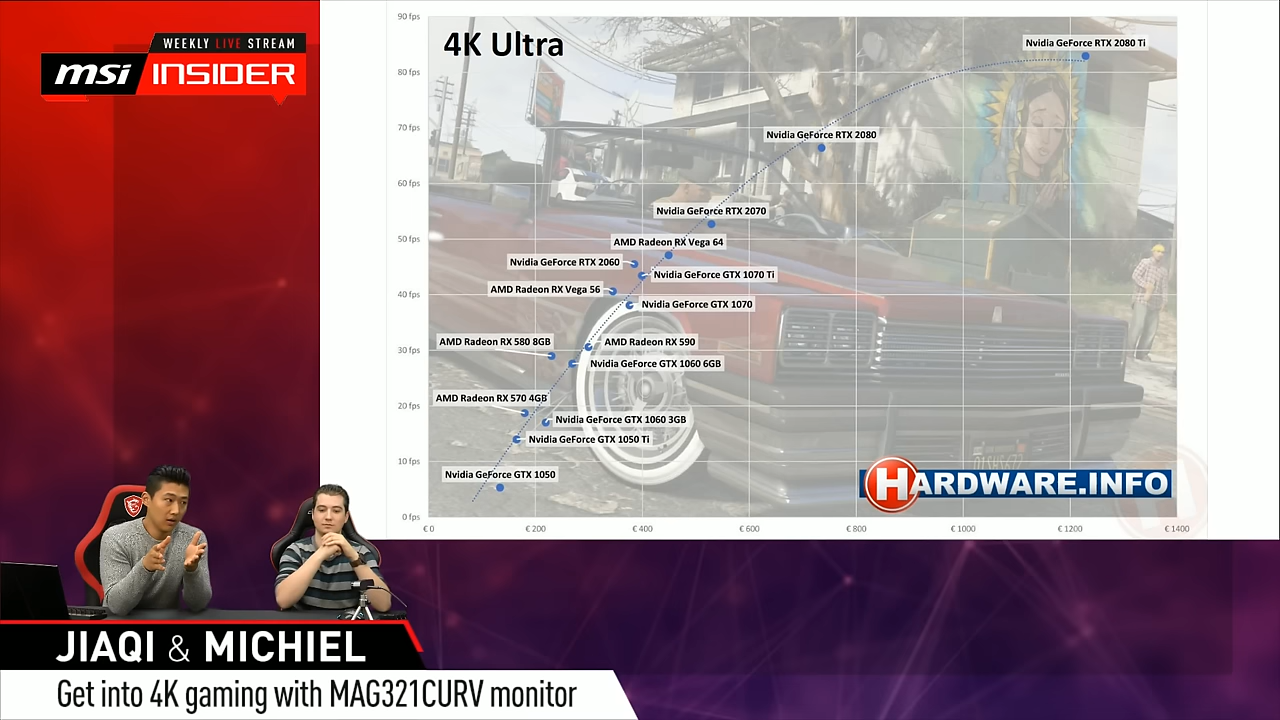 WEEKLY LIVE STREAM
msi INSIDER
4K Ultra
90 fps
80 fps
70 fps
60 fps
50 fps
40 fps
30 fps
20 fps
10 fps
0 fps
Nvidia GeForce RTX 2080 Ti
Nvidia GeForce RTX 2080
Nvidia GeForce RTX 2070
AMD Radeon RX Vega 64
Nvidia GeForce RTX 2060
Nvidia GeForce GTX 1070 Ti
AMD Radeon RX Vega 56
Nvidia GeForce GTX 1070
AMD Radeon RX 580 8GB
AMD Radeon RX 590
Nvidia GeForce GTX 1060 6GB
AMD Radeon RX 570 4GB
Nvidia GeForce GTX 1060 3GB
Nvidia GeForce GTX 1050 Ti
Nvidia GeForce GTX 1050
HARDWARE.INFO
€ 0
€ 200
€ 400
€ 600
€ 800
€ 1000
€ 1200
€ 1400
JIAQI & MICHIEL
Get into 4K gaming with MAG321CURV monitor